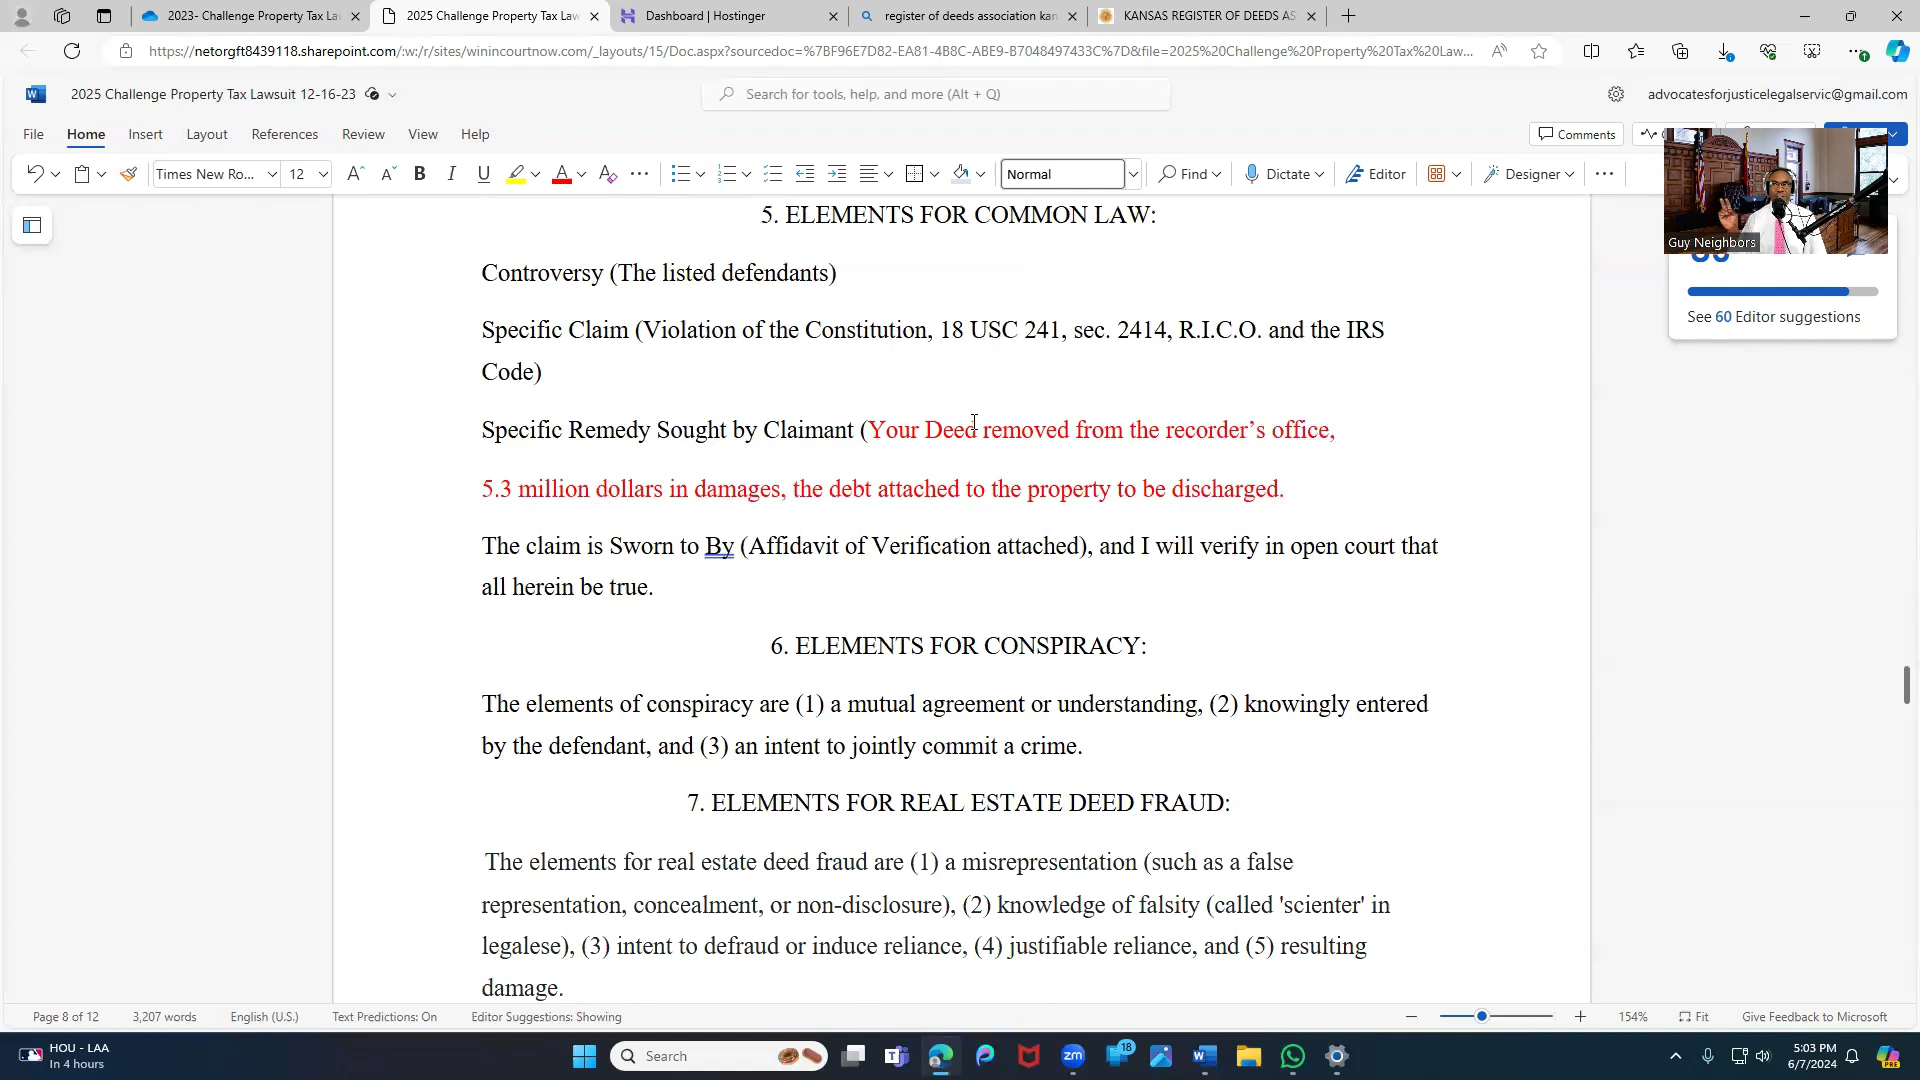 2023- Challenge Property Tax La
2025 Challenge Property Tax Law
Dashboard | Hostinger
register of deeds association kan
KANSAS REGISTER OF DEEDS AS
https://netorgft8439118.sharepoint.com/:w:/r/sites/winincourtnow.com/_layouts/15/Doc.aspx?sourcedoc=%7BF96E7D82-EA81-4B8C-ABE9-B7048497433C%7D&file=2025%20Challenge%20Property%20Tax%20Law...
2025 Challenge Property Tax Lawsuit 12-16-23
Search for tools, help, and more (Alt + Q)
advocatesforjusticelegalservic@gmail.com
File Home Insert Layout References Review View Help
Comments
Times New Ro... 12
Normal
Find
Dictate
Editor
Designer
Guy Neighbors
See 60 Editor suggestions
5. ELEMENTS FOR COMMON LAW:
Controversy (The listed defendants)
Specific Claim (Violation of the Constitution, 18 USC 241, sec. 2414, R.I.C.O. and the IRS
Code)
Specific Remedy Sought by Claimant (Your Deed removed from the recorder’s office,
5.3 million dollars in damages, the debt attached to the property to be discharged.
The claim is Sworn to By (Affidavit of Verification attached), and I will verify in open court that
all herein be true.
6. ELEMENTS FOR CONSPIRACY:
The elements of conspiracy are (1) a mutual agreement or understanding, (2) knowingly entered
by the defendant, and (3) an intent to jointly commit a crime.
7. ELEMENTS FOR REAL ESTATE DEED FRAUD:
The elements for real estate deed fraud are (1) a misrepresentation (such as a false
representation, concealment, or non-disclosure), (2) knowledge of falsity (called 'scienter' in
legalese), (3) intent to defraud or induce reliance, (4) justifiable reliance, and (5) resulting
damage.
Page 8 of 12 3,207 words English (U.S.) Text Predictions: On Editor Suggestions: Showing
154% Fit Give Feedback to Microsoft
HOU - LAA
In 4 hours
Search
18
5:03 PM
6/7/2024